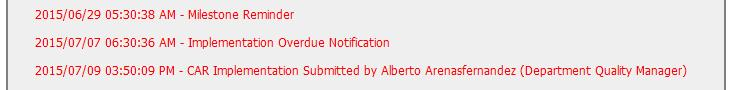 2015/06/29 05:30:38 AM - Milestone Reminder
2015/07/07 06:30:36 AM - Implementation Overdue Notification
2015/07/09 03:50:09 PM - CAR Implementation Submitted by Alberto Arenasfernandez (Department Quality Manager)